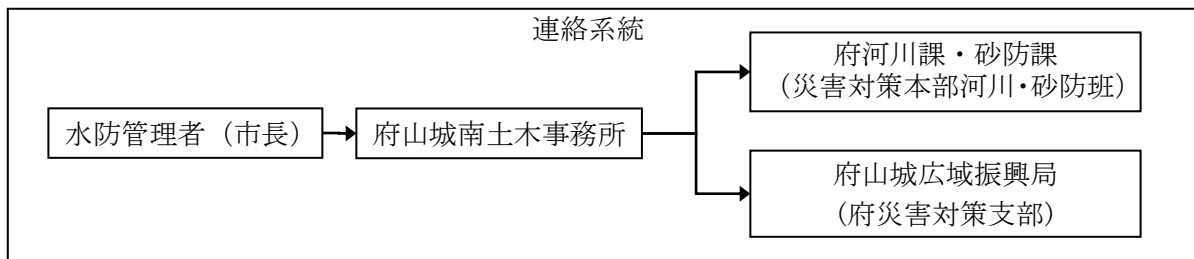 連絡系統
水防管理者（市長）
府山城南土木事務所
府河川課・砂防課
（災害対策本部河川・砂防班）
府山城広域振興局
（府災害対策支部）